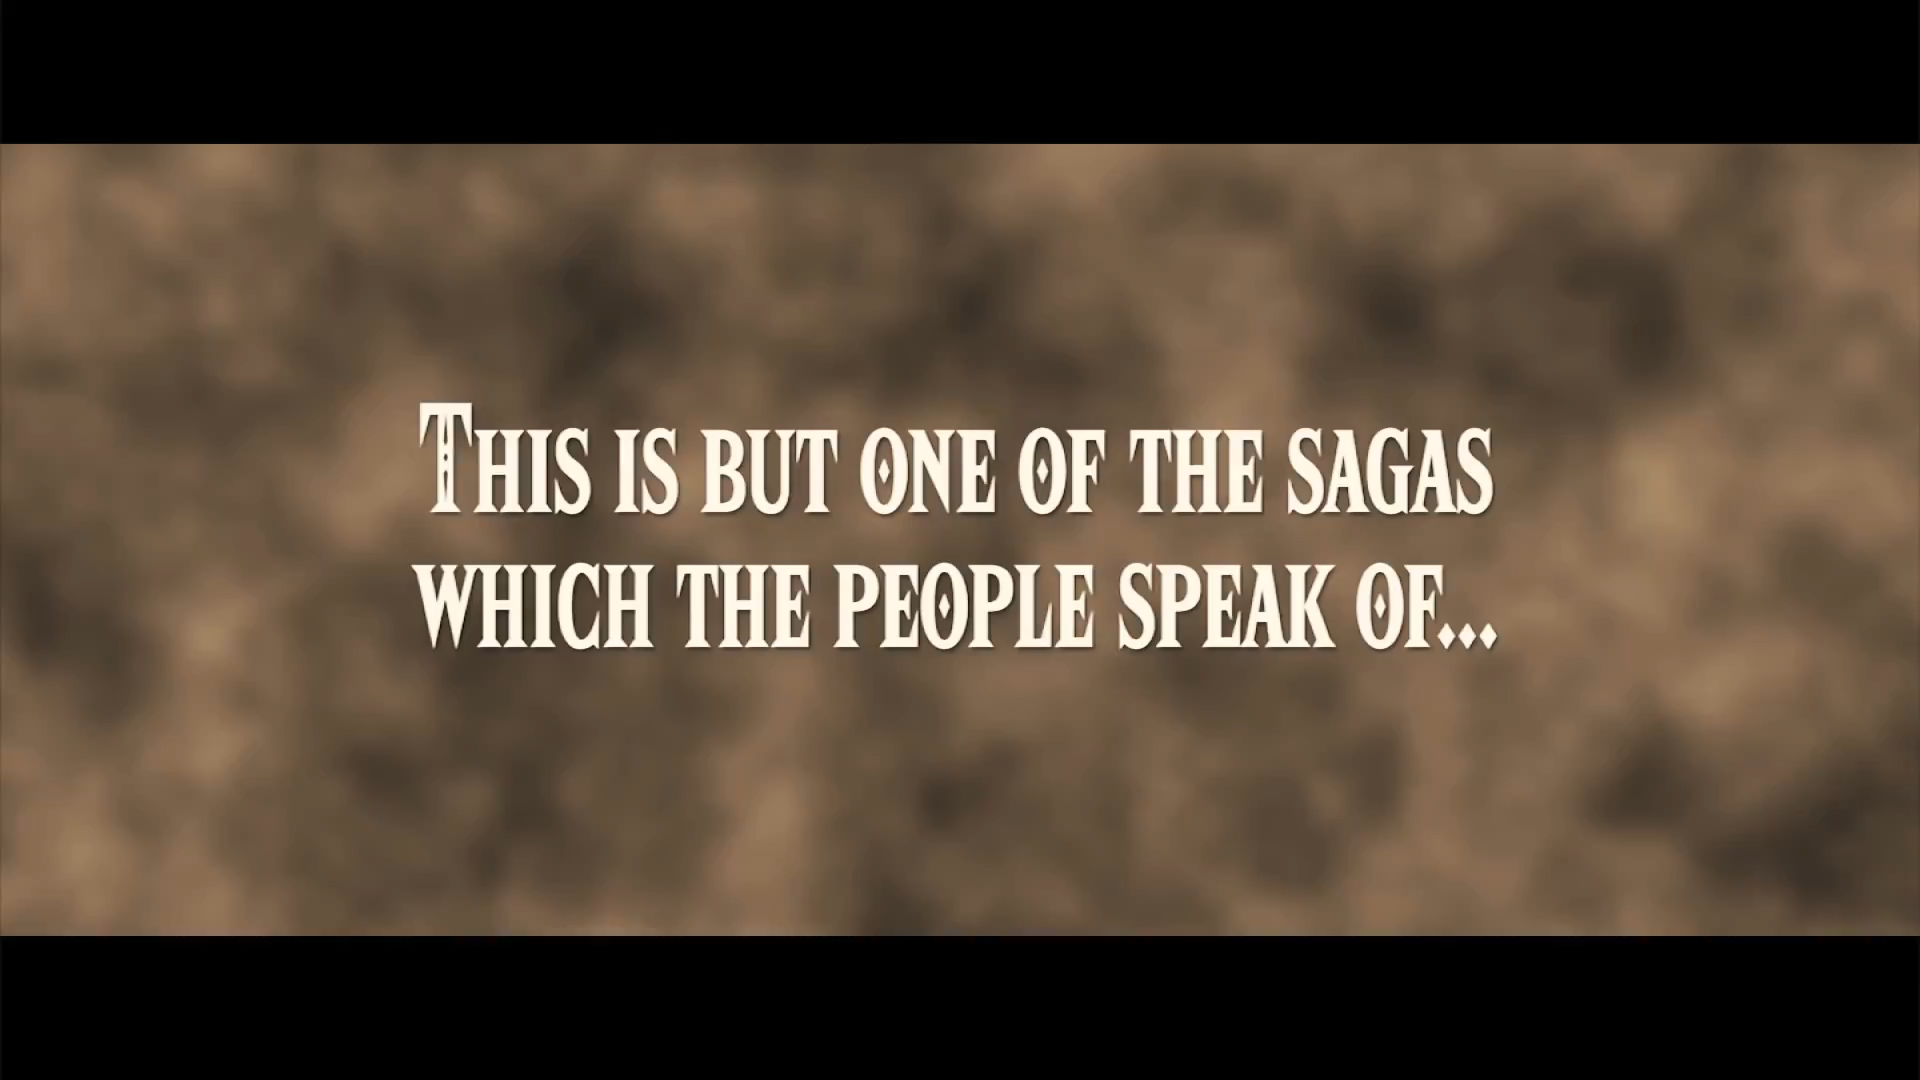 This is but one of the sagas
which the people speak of...